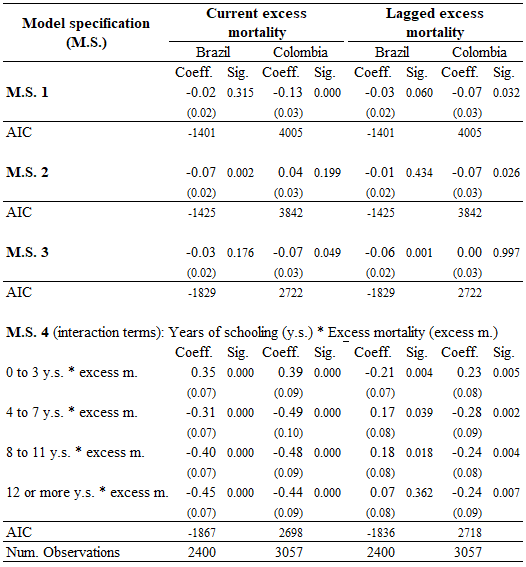 Model specification (M.S.) Current excess mortality Lagged excess mortality
Brazil Colombia Brazil Colombia
Coeff. Sig. Coeff. Sig. Coeff. Sig. Coeff. Sig.
M.S. 1 -0.02 0.315 -0.13 0.000 -0.03 0.060 -0.07 0.032
(0.02) (0.03) (0.02) (0.03)
AIC -1401 4005 -1401 4005
M.S. 2 -0.07 0.002 0.04 0.199 -0.01 0.434 -0.07 0.026
(0.02) (0.03) (0.02) (0.03)
AIC -1425 3842 -1425 3842
M.S. 3 -0.03 0.176 -0.07 0.049 -0.06 0.001 0.00 0.997
(0.02) (0.03) (0.02) (0.03)
AIC -1829 2722 -1829 2722
M.S. 4 (interaction terms): Years of schooling (y.s.) * Excess mortality (excess m.)
Coeff. Sig. Coeff. Sig. Coeff. Sig. Coeff. Sig.
0 to 3 y.s. * excess m. 0.35 0.000 0.39 0.000 -0.21 0.004 0.23 0.005
(0.07) (0.09) (0.07) (0.08)
4 to 7 y.s. * excess m. -0.31 0.000 -0.49 0.000 0.17 0.039 -0.28 0.002
(0.07) (0.10) (0.08) (0.09)
8 to 11 y.s. * excess m. -0.40 0.000 -0.48 0.000 0.18 0.018 -0.24 0.004
(0.07) (0.09) (0.08) (0.08)
12 or more y.s. * excess m. -0.45 0.000 -0.44 0.000 0.07 0.362 -0.24 0.007
(0.07) (0.09) (0.08) (0.09)
AIC -1867 2698 -1836 2718
Num. Observations 2400 3057 2400 3057